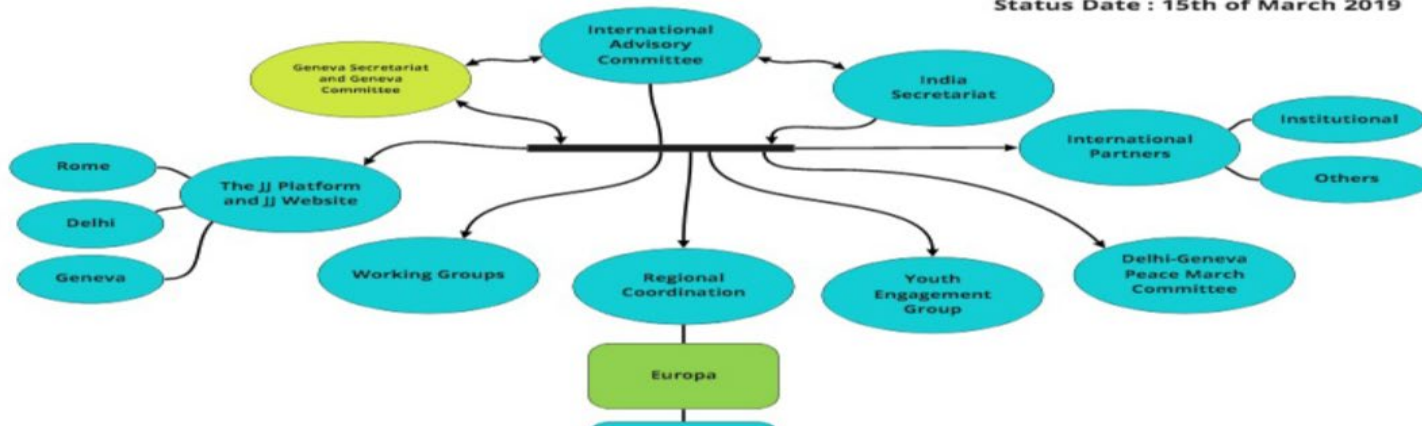 Status Date : 15th of March 2019
International
Advisory
Committee
Geneva Secretariat
and Geneva
Committee
India
Secretariat
International
Partners
Institutional
Others
Rome
Delhi
Geneva
The JJ Platform
and JJ Website
Working Groups
Regional
Coordination
Youth
Engagement
Group
Delhi-Geneva
Peace March
Committee
Europa